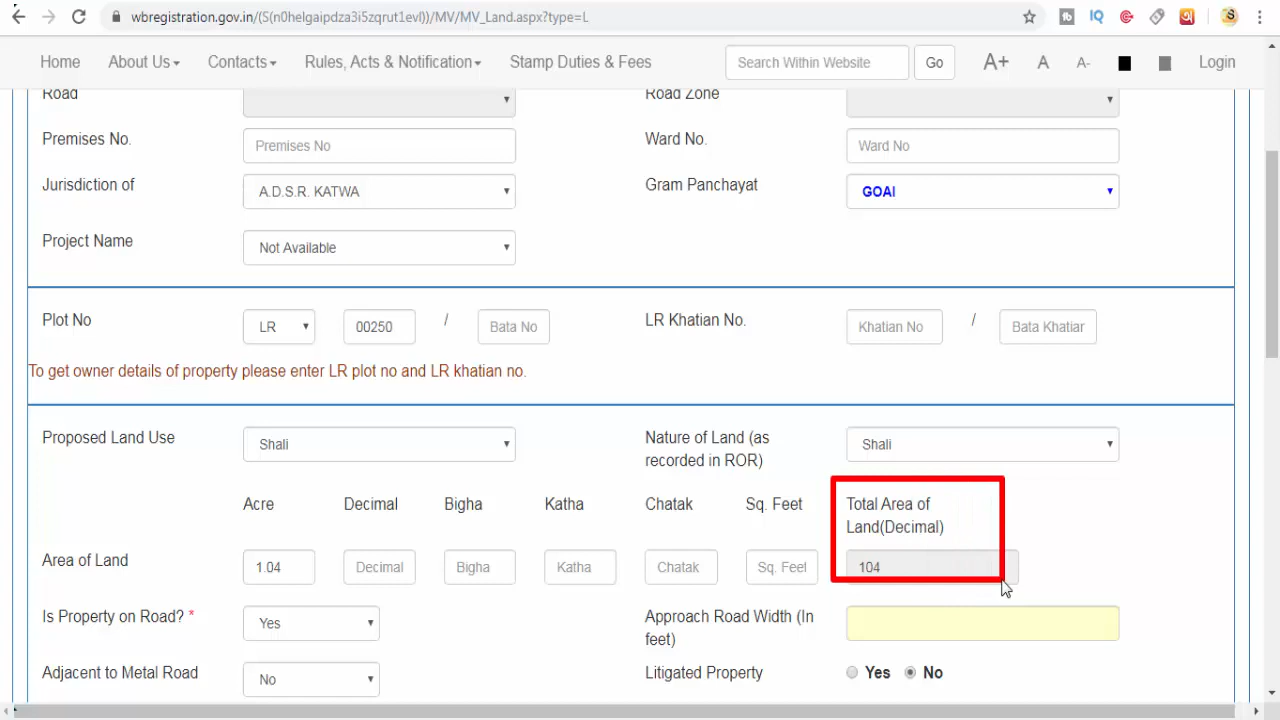 wbregistration.gov.in/(S(n0helgaipdza3i5zqrut1evl))/MV/MV_Land.aspx?type=L
Home About Us Contacts Rules, Acts & Notification Stamp Duties & Fees Search Within Website Go A+ A A- Login
Road Road Zone
Premises No. Premises No Ward No. Ward No
Jurisdiction of A.D.S.R. KATWA Gram Panchayat GOAI
Project Name Not Available
Plot No LR 00250 / Bata No LR Khatian No. Khatian No / Bata Khatiar
To get owner details of property please enter LR plot no and LR khatian no.
Proposed Land Use Shali Nature of Land (as
recorded in ROR) Shali
Acre Decimal Bigha Katha Chatak Sq. Feet Total Area of
Land(Decimal)
Area of Land 1.04 Decimal Bigha Katha Chatak Sq. Feel 104
Is Property on Road? * Yes Approach Road Width (In
feet)
Adjacent to Metal Road No Litigated Property Yes No